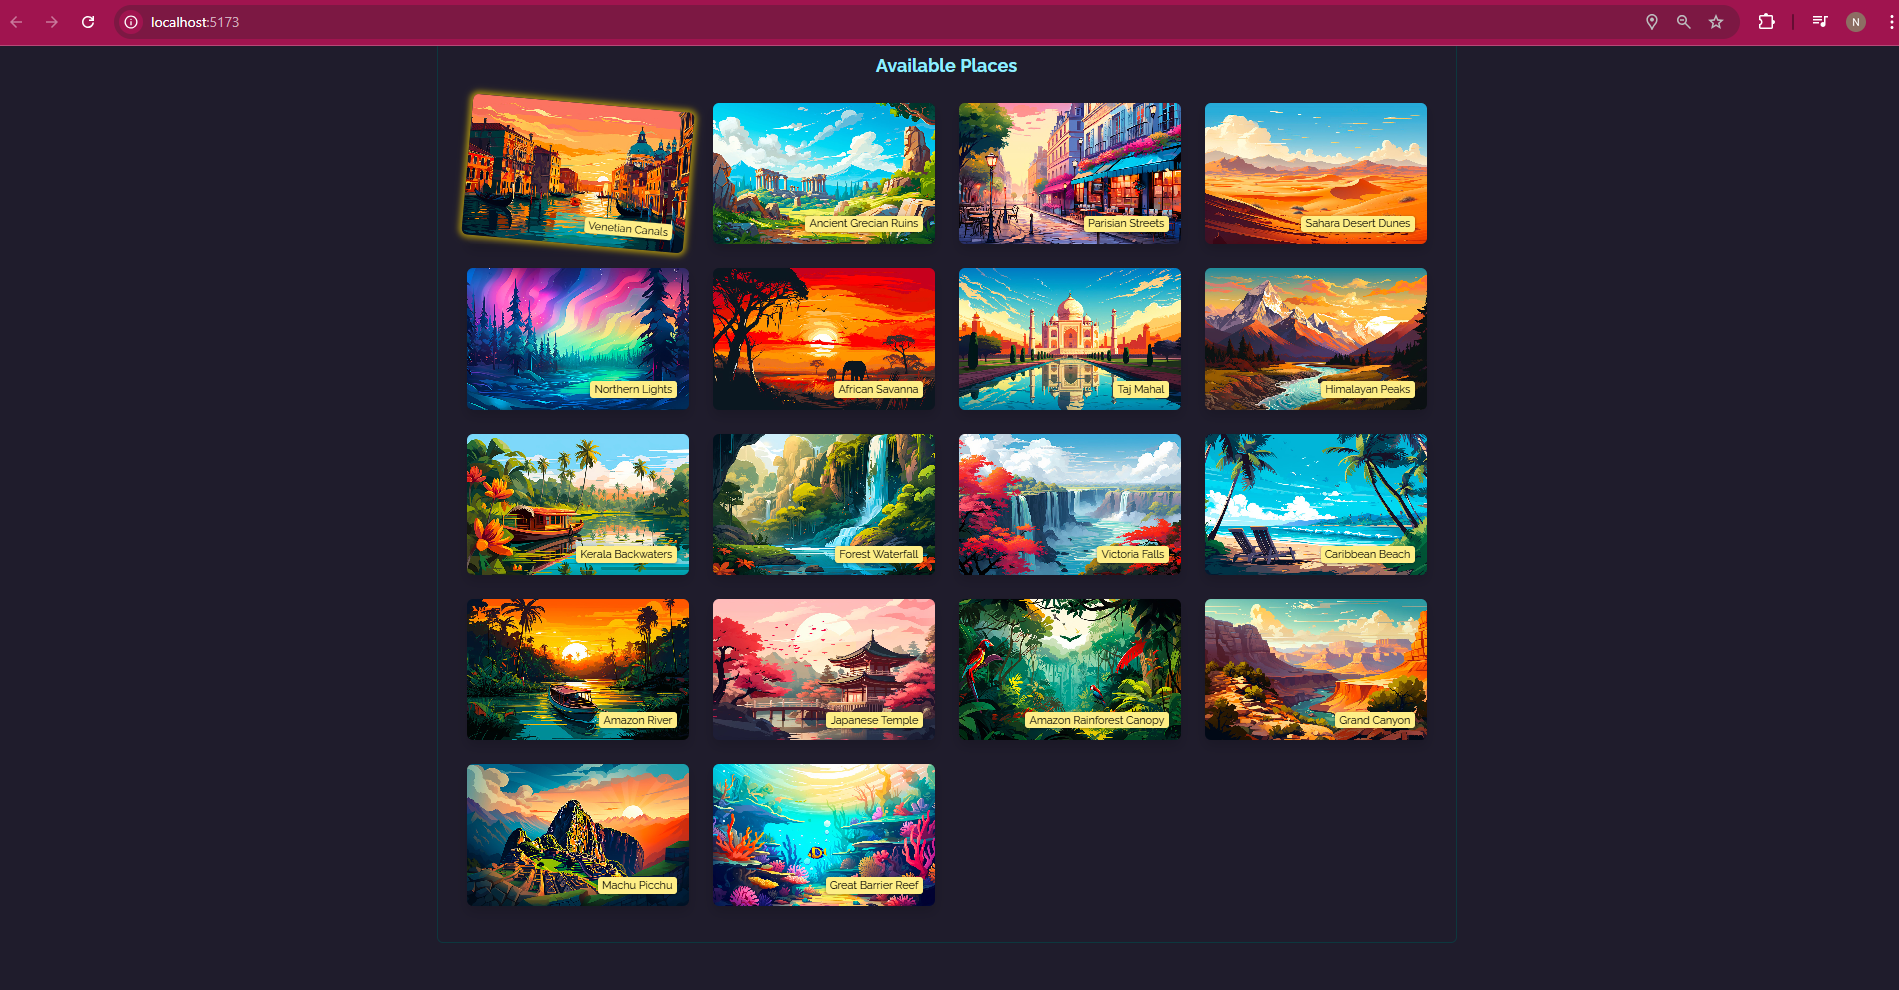 localhost:5173
N
Available Places
Venetian Canals
Ancient Grecian Ruins
Parisian Streets
Sahara Desert Dunes
Northern Lights
African Savanna
Taj Mahal
Himalayan Peaks
Kerala Backwaters
Forest Waterfall
Victoria Falls
Caribbean Beach
Amazon River
Japanese Temple
Amazon Rainforest Canopy
Grand Canyon
Machu Picchu
Great Barrier Reef